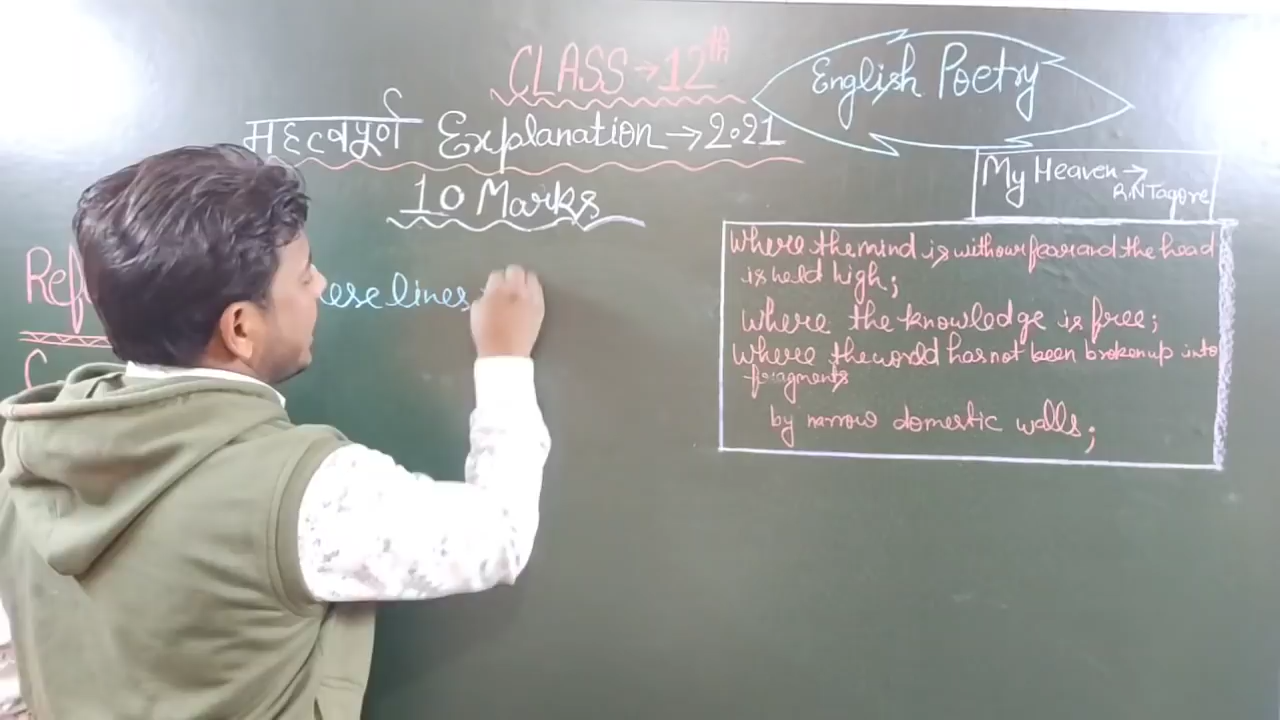 CLASS→12th
English Poetry
महत्वपूर्ण Explanation → 2021
10 Marks
My Heaven →
R.N Tagore
Where the mind is without fear and the head
is held high;
Where the knowledge is free;
Where the world has not been broken up into
fragments
by narrow domestic walls;
Ref
ese lines
C